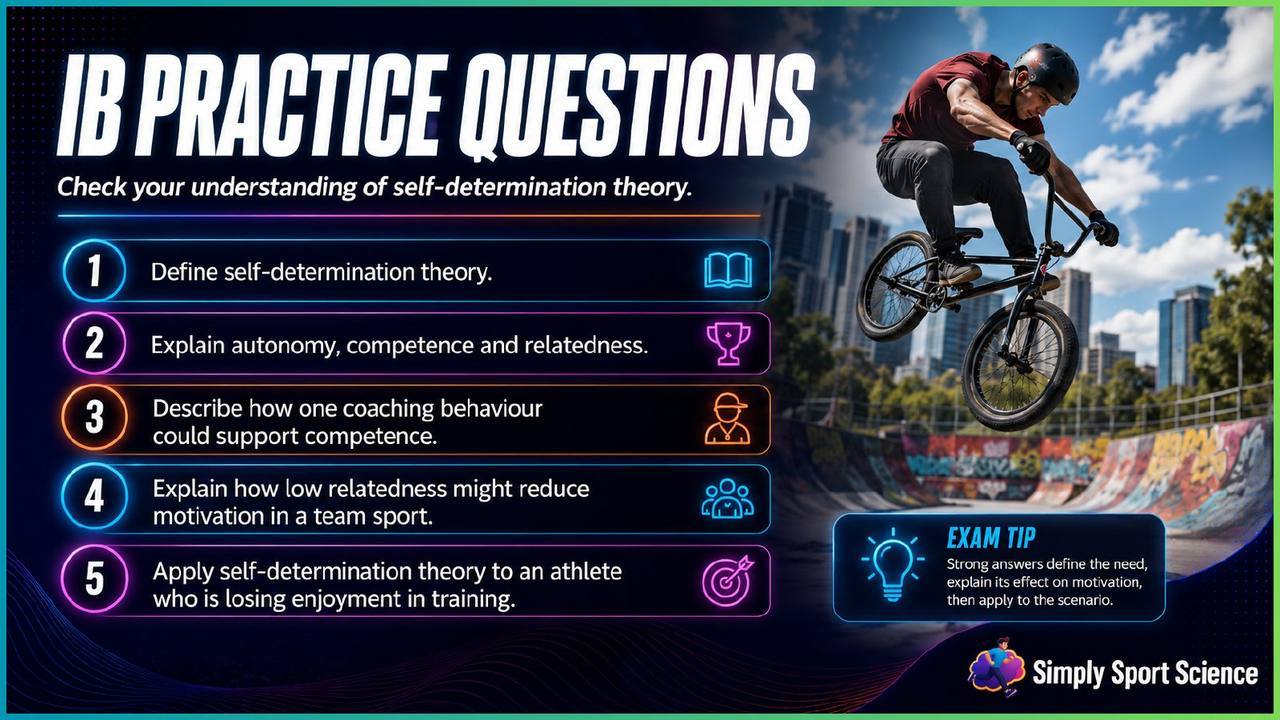 IB PRACTICE QUESTIONS
Check your understanding of self-determination theory.
1
Define self-determination theory.
2
Explain autonomy, competence and relatedness.
3
Describe how one coaching behaviour
could support competence.
4
Explain how low relatedness might reduce
motivation in a team sport.
5
Apply self-determination theory to an athlete
who is losing enjoyment in training.
EXAM TIP
Strong answers define the need,
explain its effect on motivation,
then apply to the scenario.
Simply Sport Science